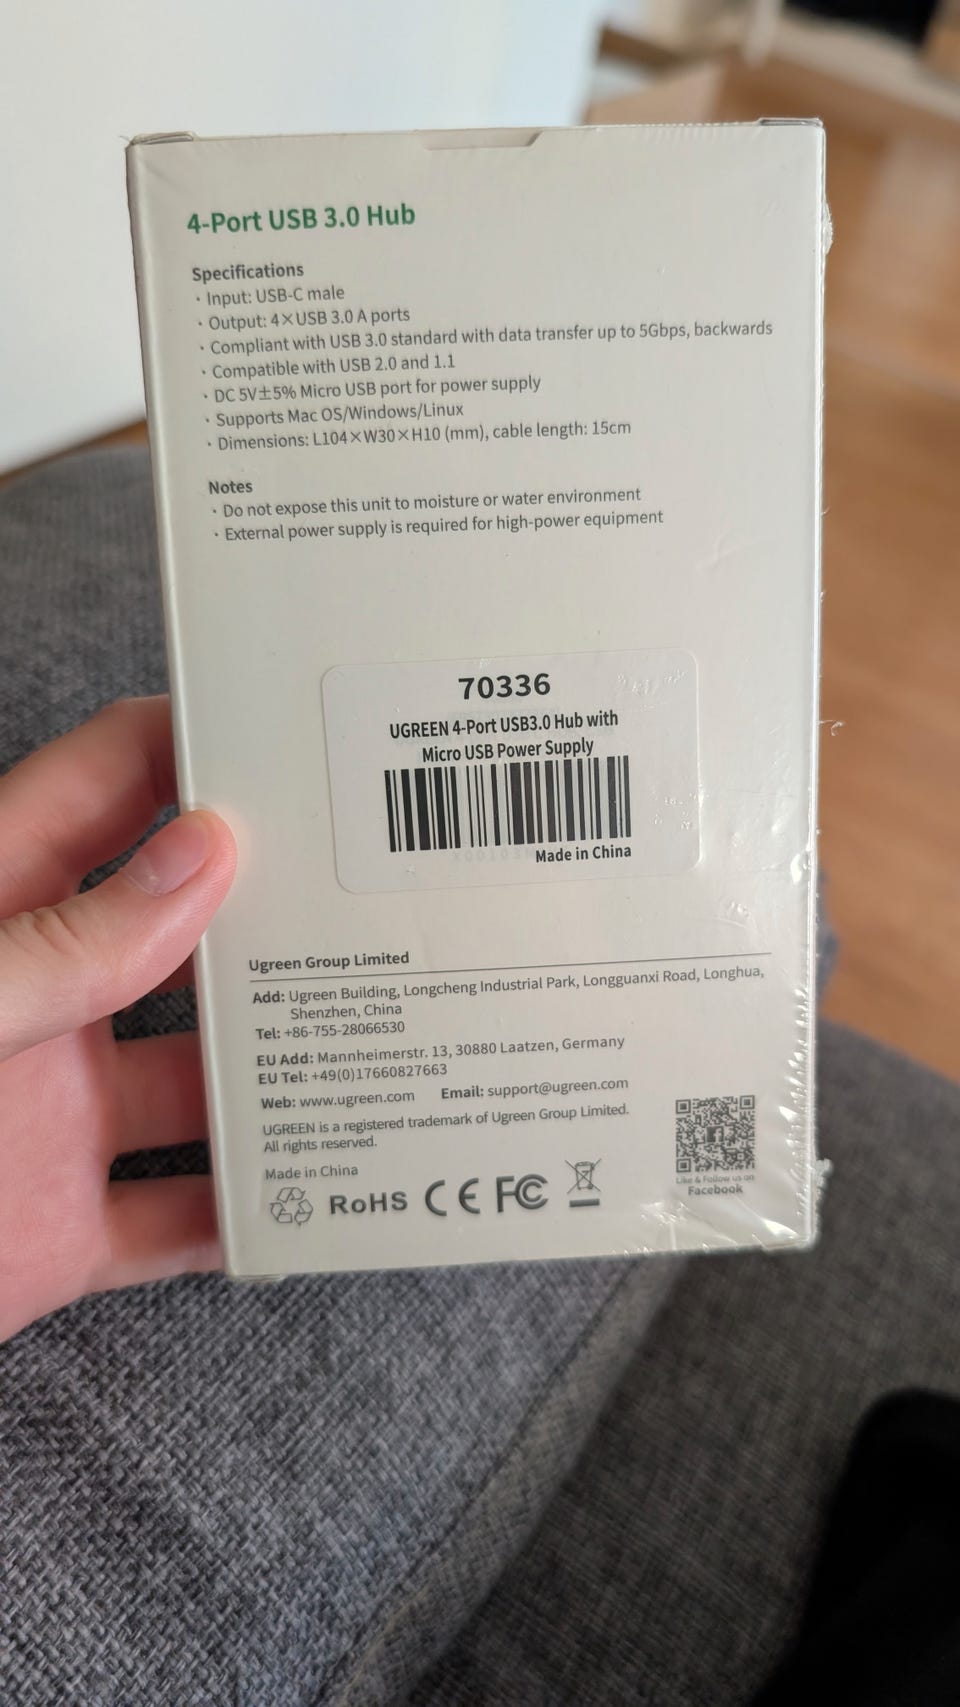 4-Port USB 3.0 Hub
Specifications
· Input: USB-C male
· Output: 4×USB 3.0 A ports
· Compliant with USB 3.0 standard with data transfer up to 5Gbps, backwards
· Compatible with USB 2.0 and 1.1
· DC 5V±5% Micro USB port for power supply
· Supports Mac OS/Windows/Linux
· Dimensions: L104×W30×H10 (mm), cable length: 15cm
Notes
· Do not expose this unit to moisture or water environment
· External power supply is required for high-power equipment
70336
UGREEN 4-Port USB3.0 Hub with
Micro USB Power Supply
Made in China
Ugreen Group Limited
Add: Ugreen Building, Longcheng Industrial Park, Longguanxi Road, Longhua,
Shenzhen, China
Tel: +86-755-28066530
EU Add: Mannheimerstr. 13, 30880 Laatzen, Germany
EU Tel: +49(0)17660827663
Web: www.ugreen.com Email: support@ugreen.com
UGREEN is a registered trademark of Ugreen Group Limited.
All rights reserved.
Made in China
RoHS CE FC
Like & Follow us on
Facebook